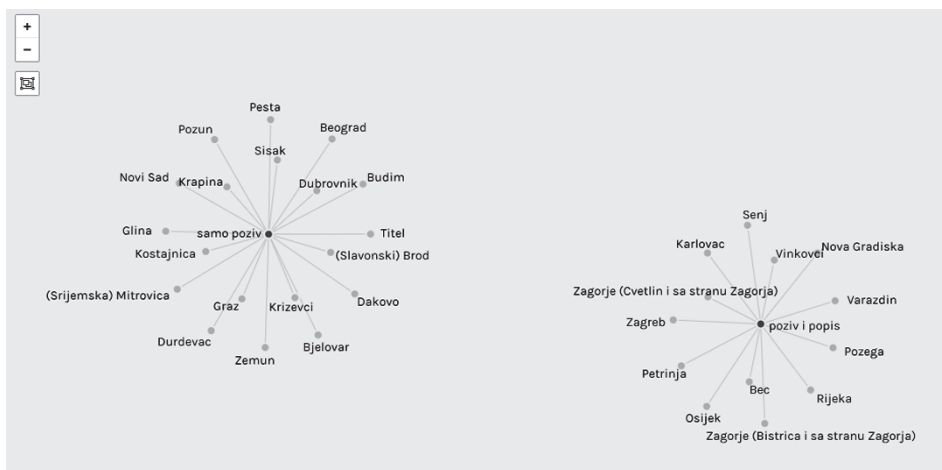 +
−
Pesta
Pozun
Beograd
Sisak
Novi Sad
Krapina
Dubrovnik
Budim
Glina
samo poziv
Titel
Kostajnica
(Slavonski) Brod
(Srijemska) Mitrovica
Graz
Krizevci
Dakovo
Durdevac
Zemun
Bjelovar
Senj
Karlovac
Vinkovci
Nova Gradiska
Zagorje (Cvetlin i sa stranu Zagorja)
Varazdin
Zagreb
poziv i popis
Pozega
Petrinja
Bec
Rijeka
Osijek
Zagorje (Bistrica i sa stranu Zagorja)